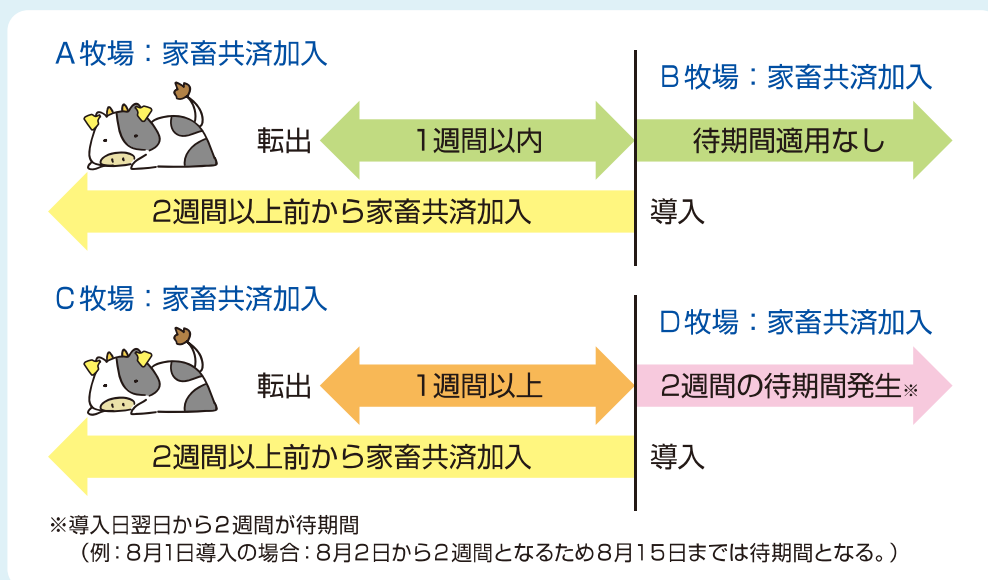 A牧場：家畜共済加入
B牧場：家畜共済加入
転出
1週間以内
待期間適用なし
2週間以上前から家畜共済加入
導入
C牧場：家畜共済加入
D牧場：家畜共済加入
転出
1週間以上
2週間の待期間発生※
2週間以上前から家畜共済加入
導入
※導入日翌日から2週間が待期間
（例：8月1日導入の場合：8月2日から2週間となるため8月15日までは待期間となる。）